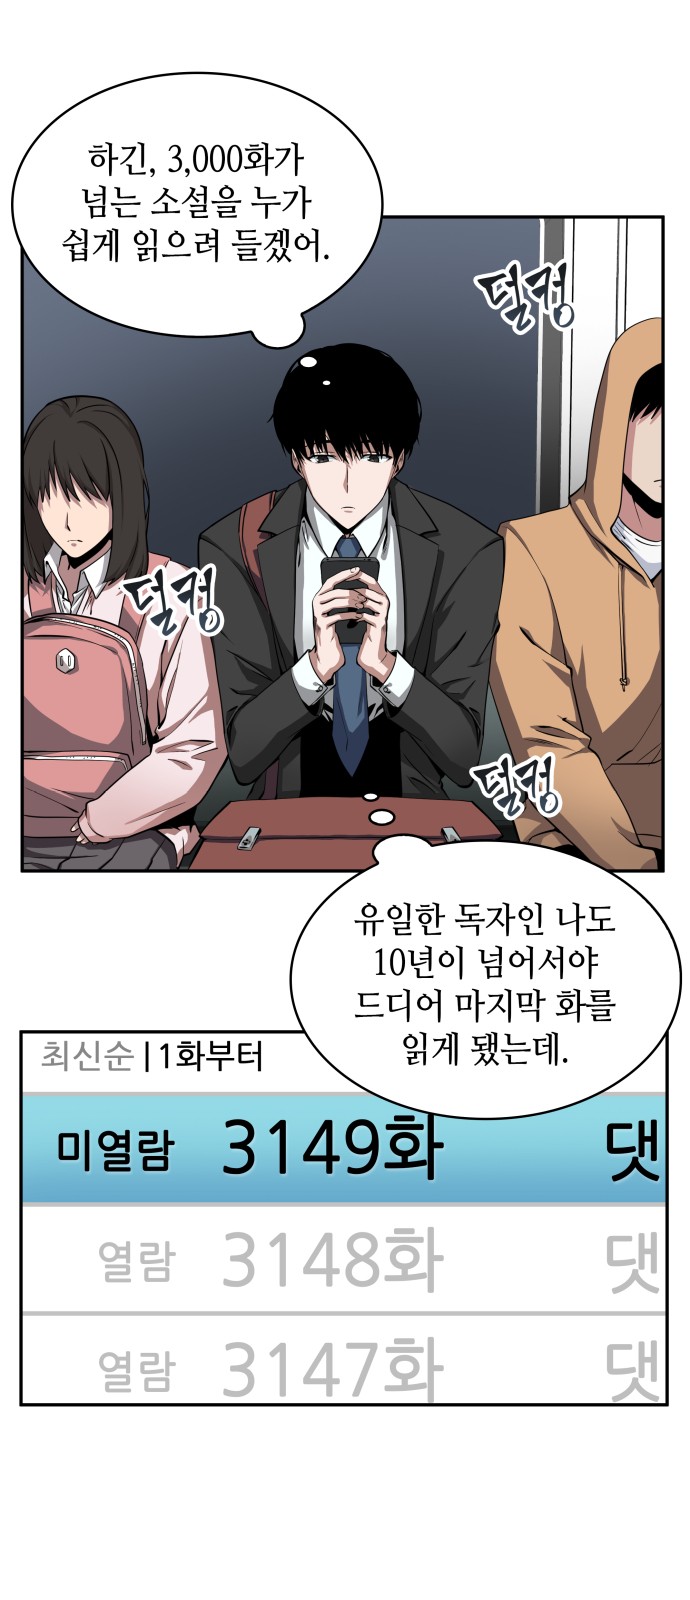 하긴, 3,000화가
넘는 소설을 누가
쉽게 읽으려 들겠어.
덜컹
덜컹
덜컹
유일한 독자인 나도
10년이 넘어서야
드디어 마지막 화를
읽게 됐는데.
최신순 | 1화부터
미열람 3149화 댓
열람 3148화 댓
열람 3147화 댓